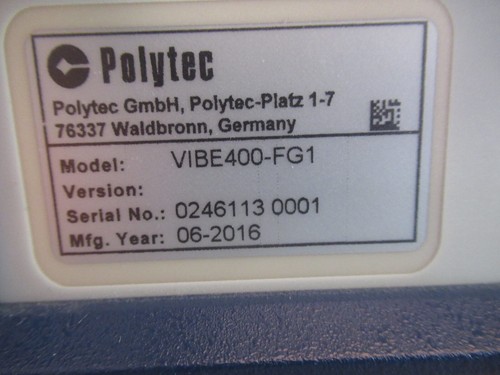 Polytec
Polytec GmbH, Polytec-Platz 1-7
76337 Waldbronn, Germany
Model: VIBE400-FG1
Version:
Serial No.: 0246113 0001
Mfg. Year: 06-2016